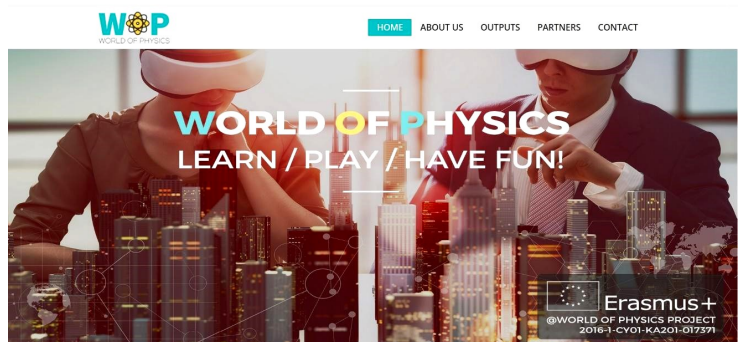 WOP
WORLD OF PHYSICS
HOME ABOUT US OUTPUTS PARTNERS CONTACT
WORLD OF PHYSICS
LEARN / PLAY / HAVE FUN!
Erasmus+
@WORLD OF PHYSICS PROJECT
2016-1-CY01-KA201-017371